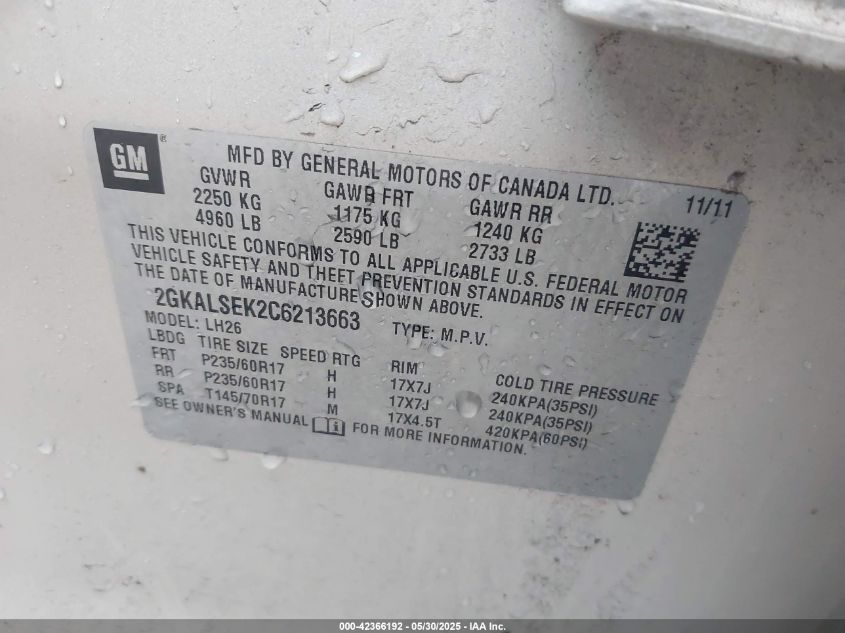 GM
®
MFD BY GENERAL MOTORS OF CANADA LTD. 11/11
GVWR GAWR FRT GAWR RR
2250 KG 1175 KG 1240 KG
4960 LB 2590 LB 2733 LB
THIS VEHICLE CONFORMS TO ALL APPLICABLE U.S. FEDERAL MOTOR
VEHICLE SAFETY AND THEFT PREVENTION STANDARDS IN EFFECT ON
THE DATE OF MANUFACTURE SHOWN ABOVE.
2GKALSEK2C6213663 TYPE: M.P.V.
MODEL: LH26
LBDG TIRE SIZE SPEED RTG RIM COLD TIRE PRESSURE
FRT P235/60R17 H 17X7J 240KPA(35PSI)
RR P235/60R17 H 17X7J 240KPA(35PSI)
SPA T145/70R17 M 17X4.5T 420KPA(60PSI)
SEE OWNER'S MANUAL FOR MORE INFORMATION.
000-42366192 - 05/30/2025 - IAA Inc.